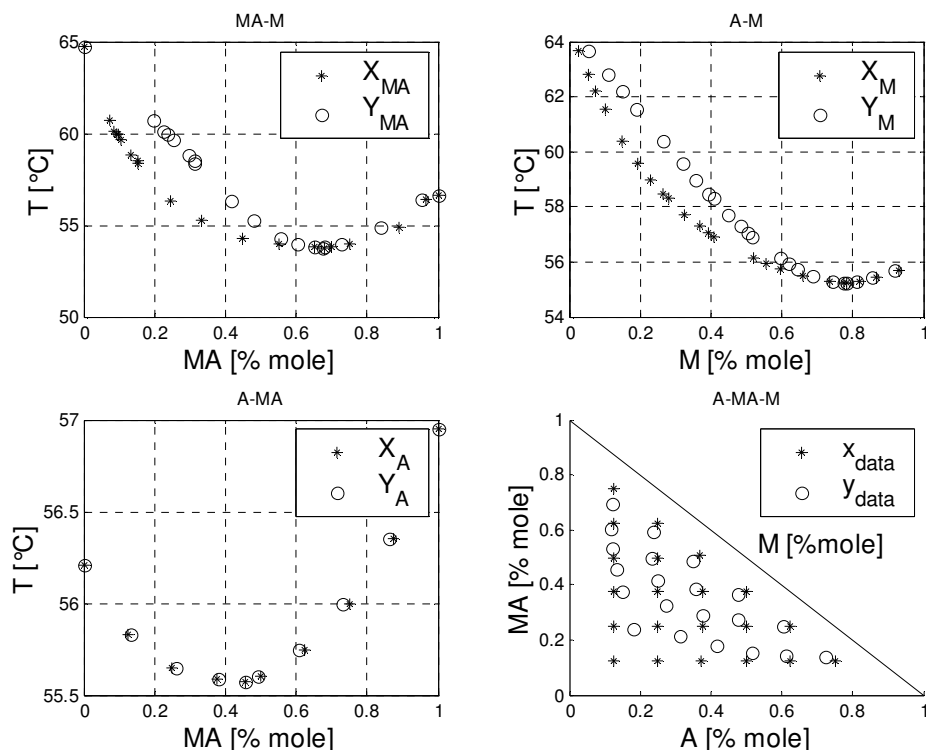 MA-M
65
60
55
50
T [°C]
0 0.2 0.4 0.6 0.8 1
MA [% mole]
X_MA
Y_MA
A-M
64
62
60
58
56
54
T [°C]
0 0.2 0.4 0.6 0.8 1
M [% mole]
X_M
Y_M
A-MA
57
56.5
56
55.5
T [°C]
0 0.2 0.4 0.6 0.8 1
MA [% mole]
X_A
Y_A
A-MA-M
1
0.8
0.6
0.4
0.2
0
MA [% mole]
0 0.2 0.4 0.6 0.8 1
A [% mole]
x_data
y_data
M [%mole]